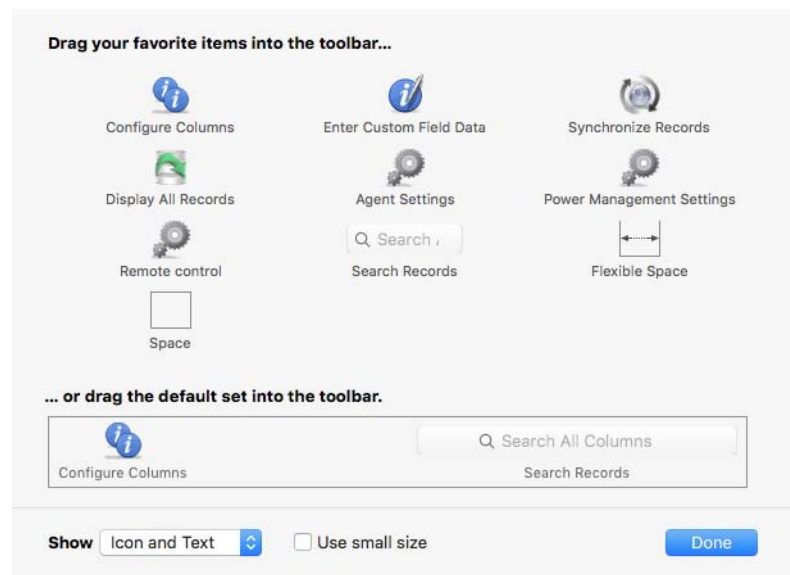 Drag your favorite items into the toolbar...
Configure Columns
Enter Custom Field Data
Synchronize Records
Display All Records
Agent Settings
Power Management Settings
Search
Remote control
Search Records
Flexible Space
Space
... or drag the default set into the toolbar.
Search All Columns
Configure Columns
Search Records
Show Icon and Text Use small size Done